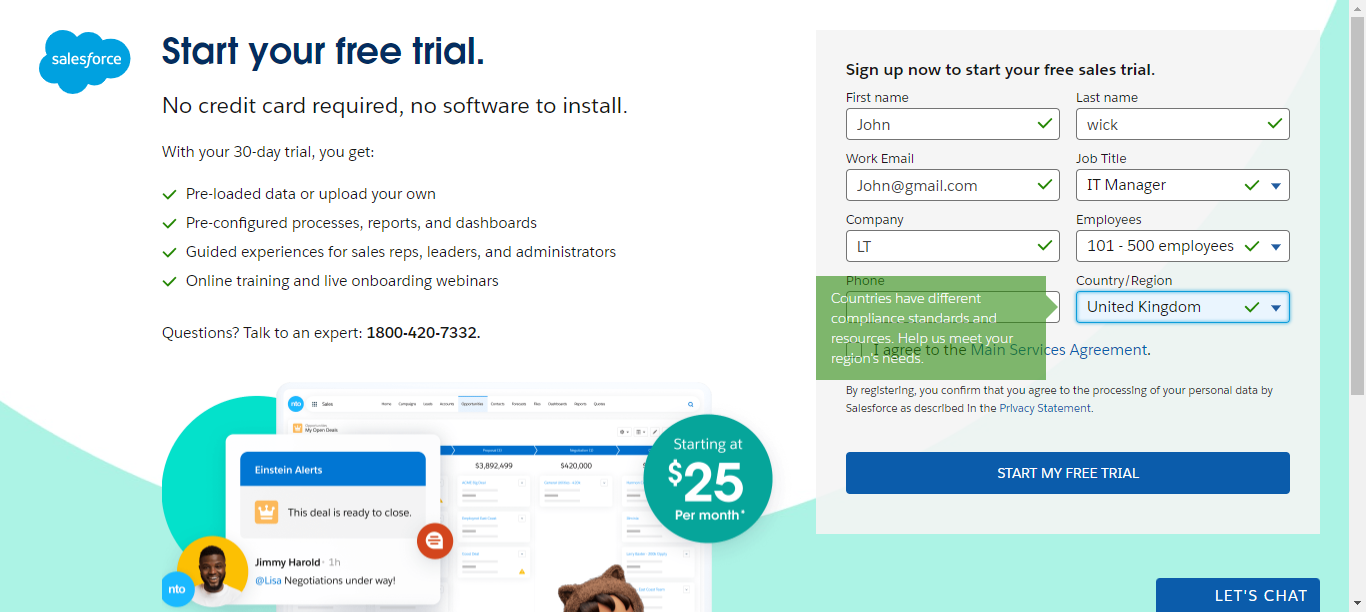 salesforce
Start your free trial.
No credit card required, no software to install.
With your 30-day trial, you get:
Pre-loaded data or upload your own
Pre-configured processes, reports, and dashboards
Guided experiences for sales reps, leaders, and administrators
Online training and live onboarding webinars
Questions? Talk to an expert: 1800-420-7332.
nto
Sales
Home Campaigns Leads Accounts Opportunities Contacts Forecasts Files Dashboards Reports Quotes
Opportunities
My Open Deals
$3,892,499
$420,000
Einstein Alerts
This deal is ready to close.
Jimmy Harold · 1h
@Lisa Negotiations under way!
nto
Starting at
$25
Per month*
Sign up now to start your free sales trial.
First name
Last name
John
wick
Work Email
Job Title
John@gmail.com
IT Manager
Company
Employees
LT
101 - 500 employees
Phone
Country/Region
United Kingdom
Countries have different
compliance standards and
resources. Help us meet your
region's needs.
I agree to the Main Services Agreement.
By registering, you confirm that you agree to the processing of your personal data by
Salesforce as described in the Privacy Statement.
START MY FREE TRIAL
LET'S CHAT